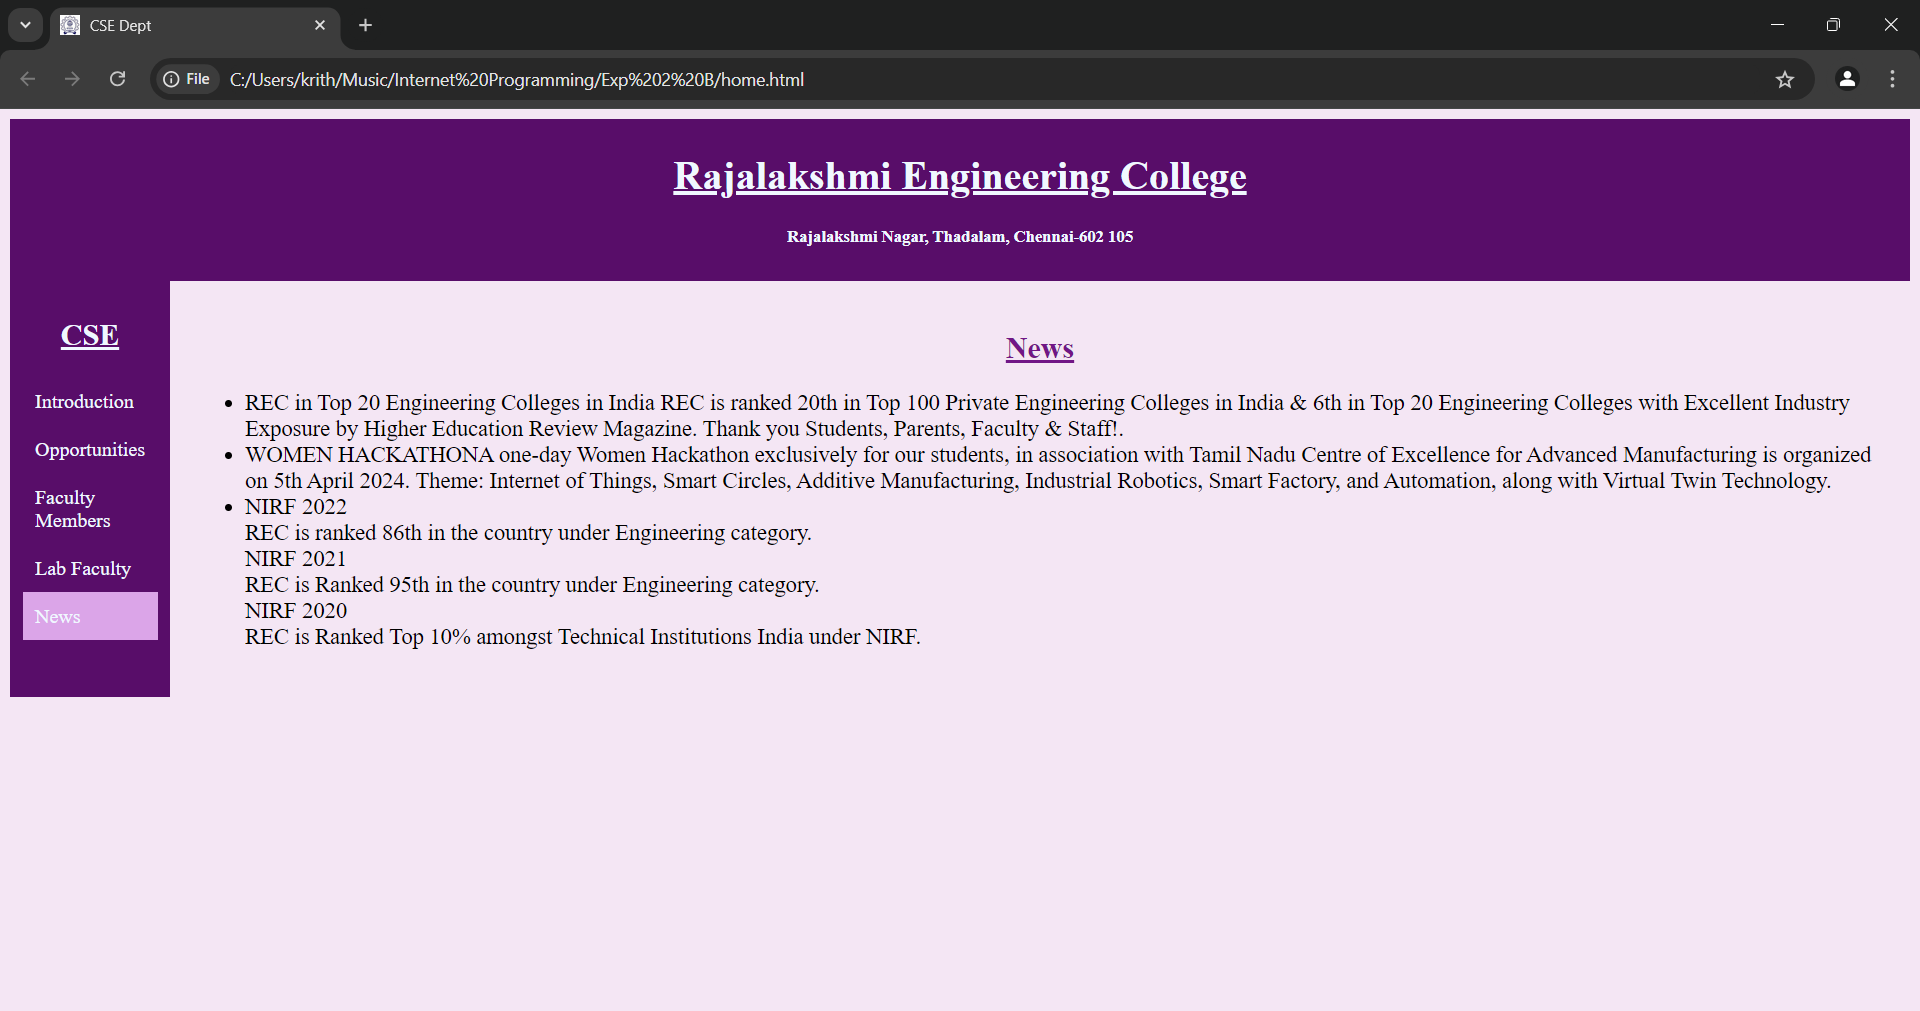 CSE Dept
File
C:/Users/krith/Music/Internet%20Programming/Exp%202%20B/home.html
Rajalakshmi Engineering College
Rajalakshmi Nagar, Thadalam, Chennai-602 105
CSE
Introduction
Opportunities
Faculty
Members
Lab Faculty
News
News
REC in Top 20 Engineering Colleges in India REC is ranked 20th in Top 100 Private Engineering Colleges in India & 6th in Top 20 Engineering Colleges with Excellent Industry
Exposure by Higher Education Review Magazine. Thank you Students, Parents, Faculty & Staff!.
WOMEN HACKATHONA one-day Women Hackathon exclusively for our students, in association with Tamil Nadu Centre of Excellence for Advanced Manufacturing is organized
on 5th April 2024. Theme: Internet of Things, Smart Circles, Additive Manufacturing, Industrial Robotics, Smart Factory, and Automation, along with Virtual Twin Technology.
NIRF 2022
REC is ranked 86th in the country under Engineering category.
NIRF 2021
REC is Ranked 95th in the country under Engineering category.
NIRF 2020
REC is Ranked Top 10% amongst Technical Institutions India under NIRF.